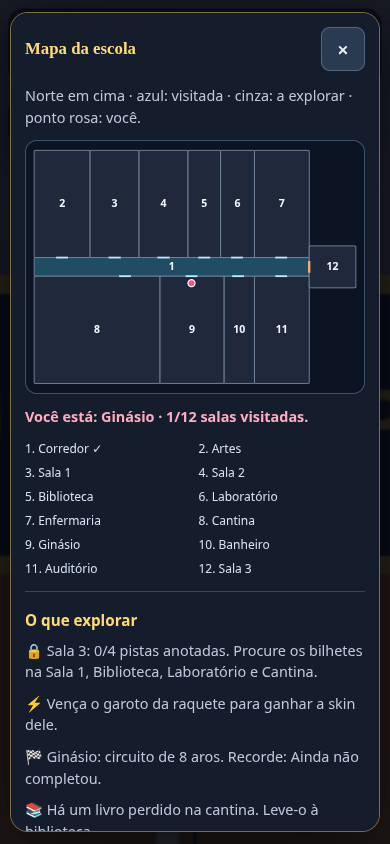 Mapa da escola
×
Norte em cima · azul: visitada · cinza: a explorar ·
ponto rosa: você.
2 3 4 5 6 7
1 12
8 9 10 11
Você está: Ginásio · 1/12 salas visitadas.
1. Corredor ✓ 2. Artes
3. Sala 1 4. Sala 2
5. Biblioteca 6. Laboratório
7. Enfermaria 8. Cantina
9. Ginásio 10. Banheiro
11. Auditório 12. Sala 3
O que explorar
🔒 Sala 3: 0/4 pistas anotadas. Procure os bilhetes
na Sala 1, Biblioteca, Laboratório e Cantina.
⚡ Vença o garoto da raquete para ganhar a skin
dele.
🏁 Ginásio: circuito de 8 aros. Recorde: Ainda não
completou.
📚 Há um livro perdido na cantina. Leve-o à
biblioteca.